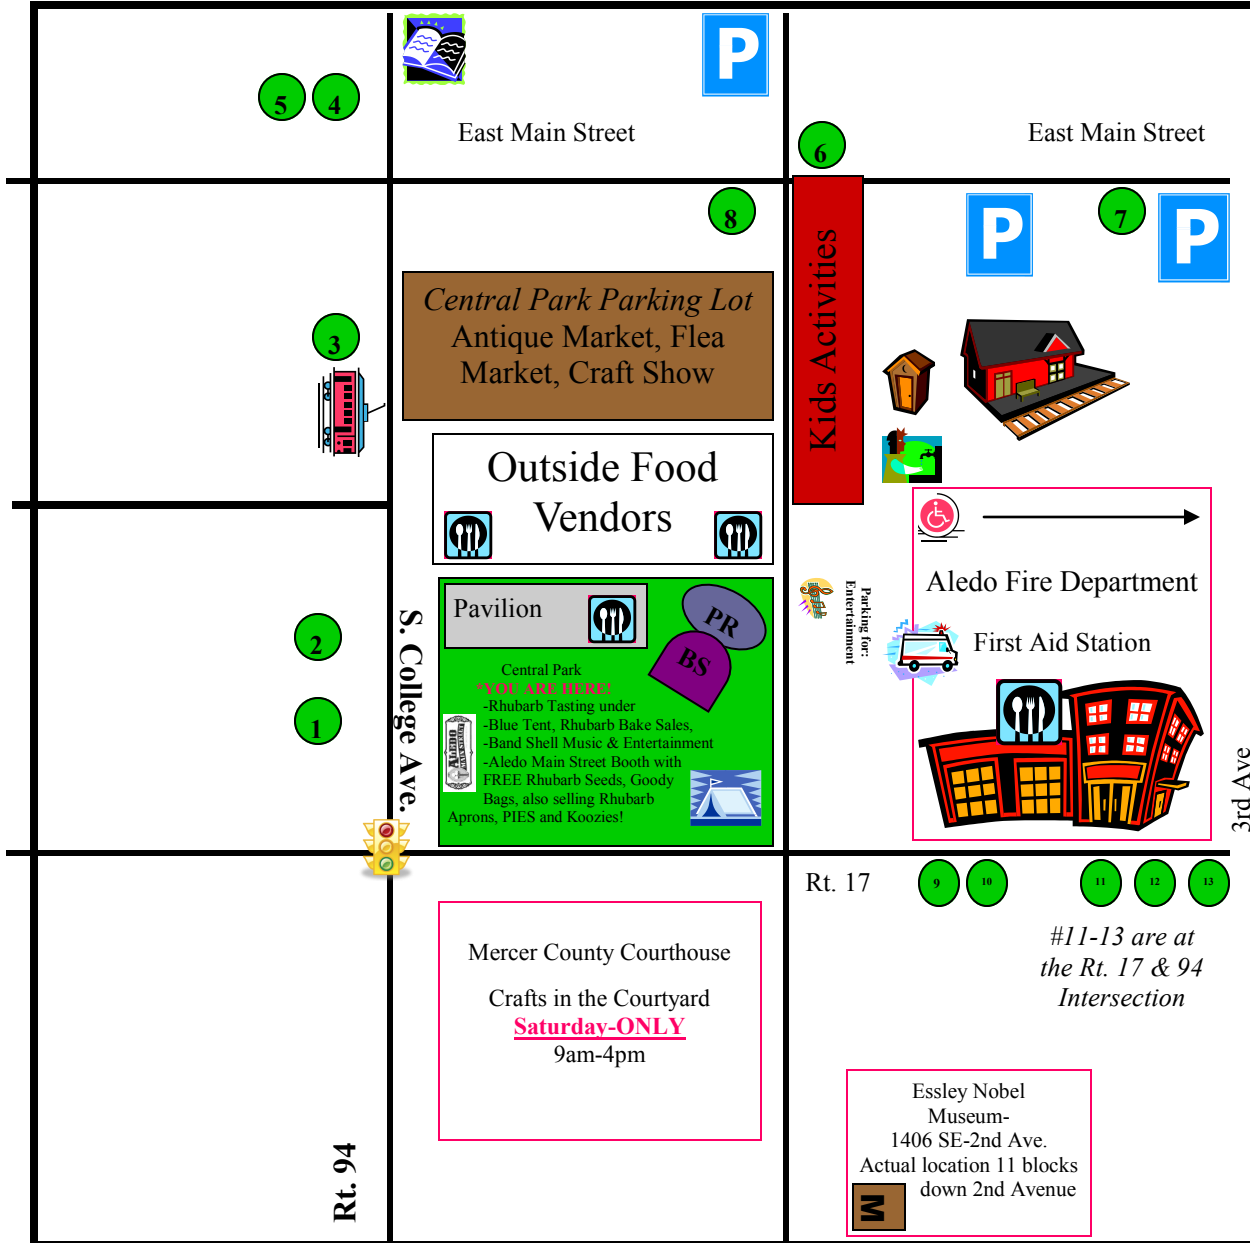 P
5
4
East Main Street
6
East Main Street
8
P
7
P
Central Park Parking Lot
Antique Market, Flea
Market, Craft Show
Kids Activities
3
Outside Food
Vendors
Aledo Fire Department
First Aid Station
Parking for:
Entertainment
Pavilion
PR
BS
2
1
S. College Ave.
Central Park
*YOU ARE HERE!
-Rhubarb Tasting under
-Blue Tent, Rhubarb Bake Sales,
-Band Shell Music & Entertainment
-Aledo Main Street Booth with
FREE Rhubarb Seeds, Goody
Bags, also selling Rhubarb
Aprons, PIES and Koozies!
ALEDO
MAIN STREET
3rd Ave
Rt. 17
9
10
11
12
13
#11-13 are at
the Rt. 17 & 94
Intersection
Mercer County Courthouse
Crafts in the Courtyard
Saturday-ONLY
9am-4pm
Rt. 94
Essley Nobel
Museum-
1406 SE-2nd Ave.
Actual location 11 blocks
down 2nd Avenue
M